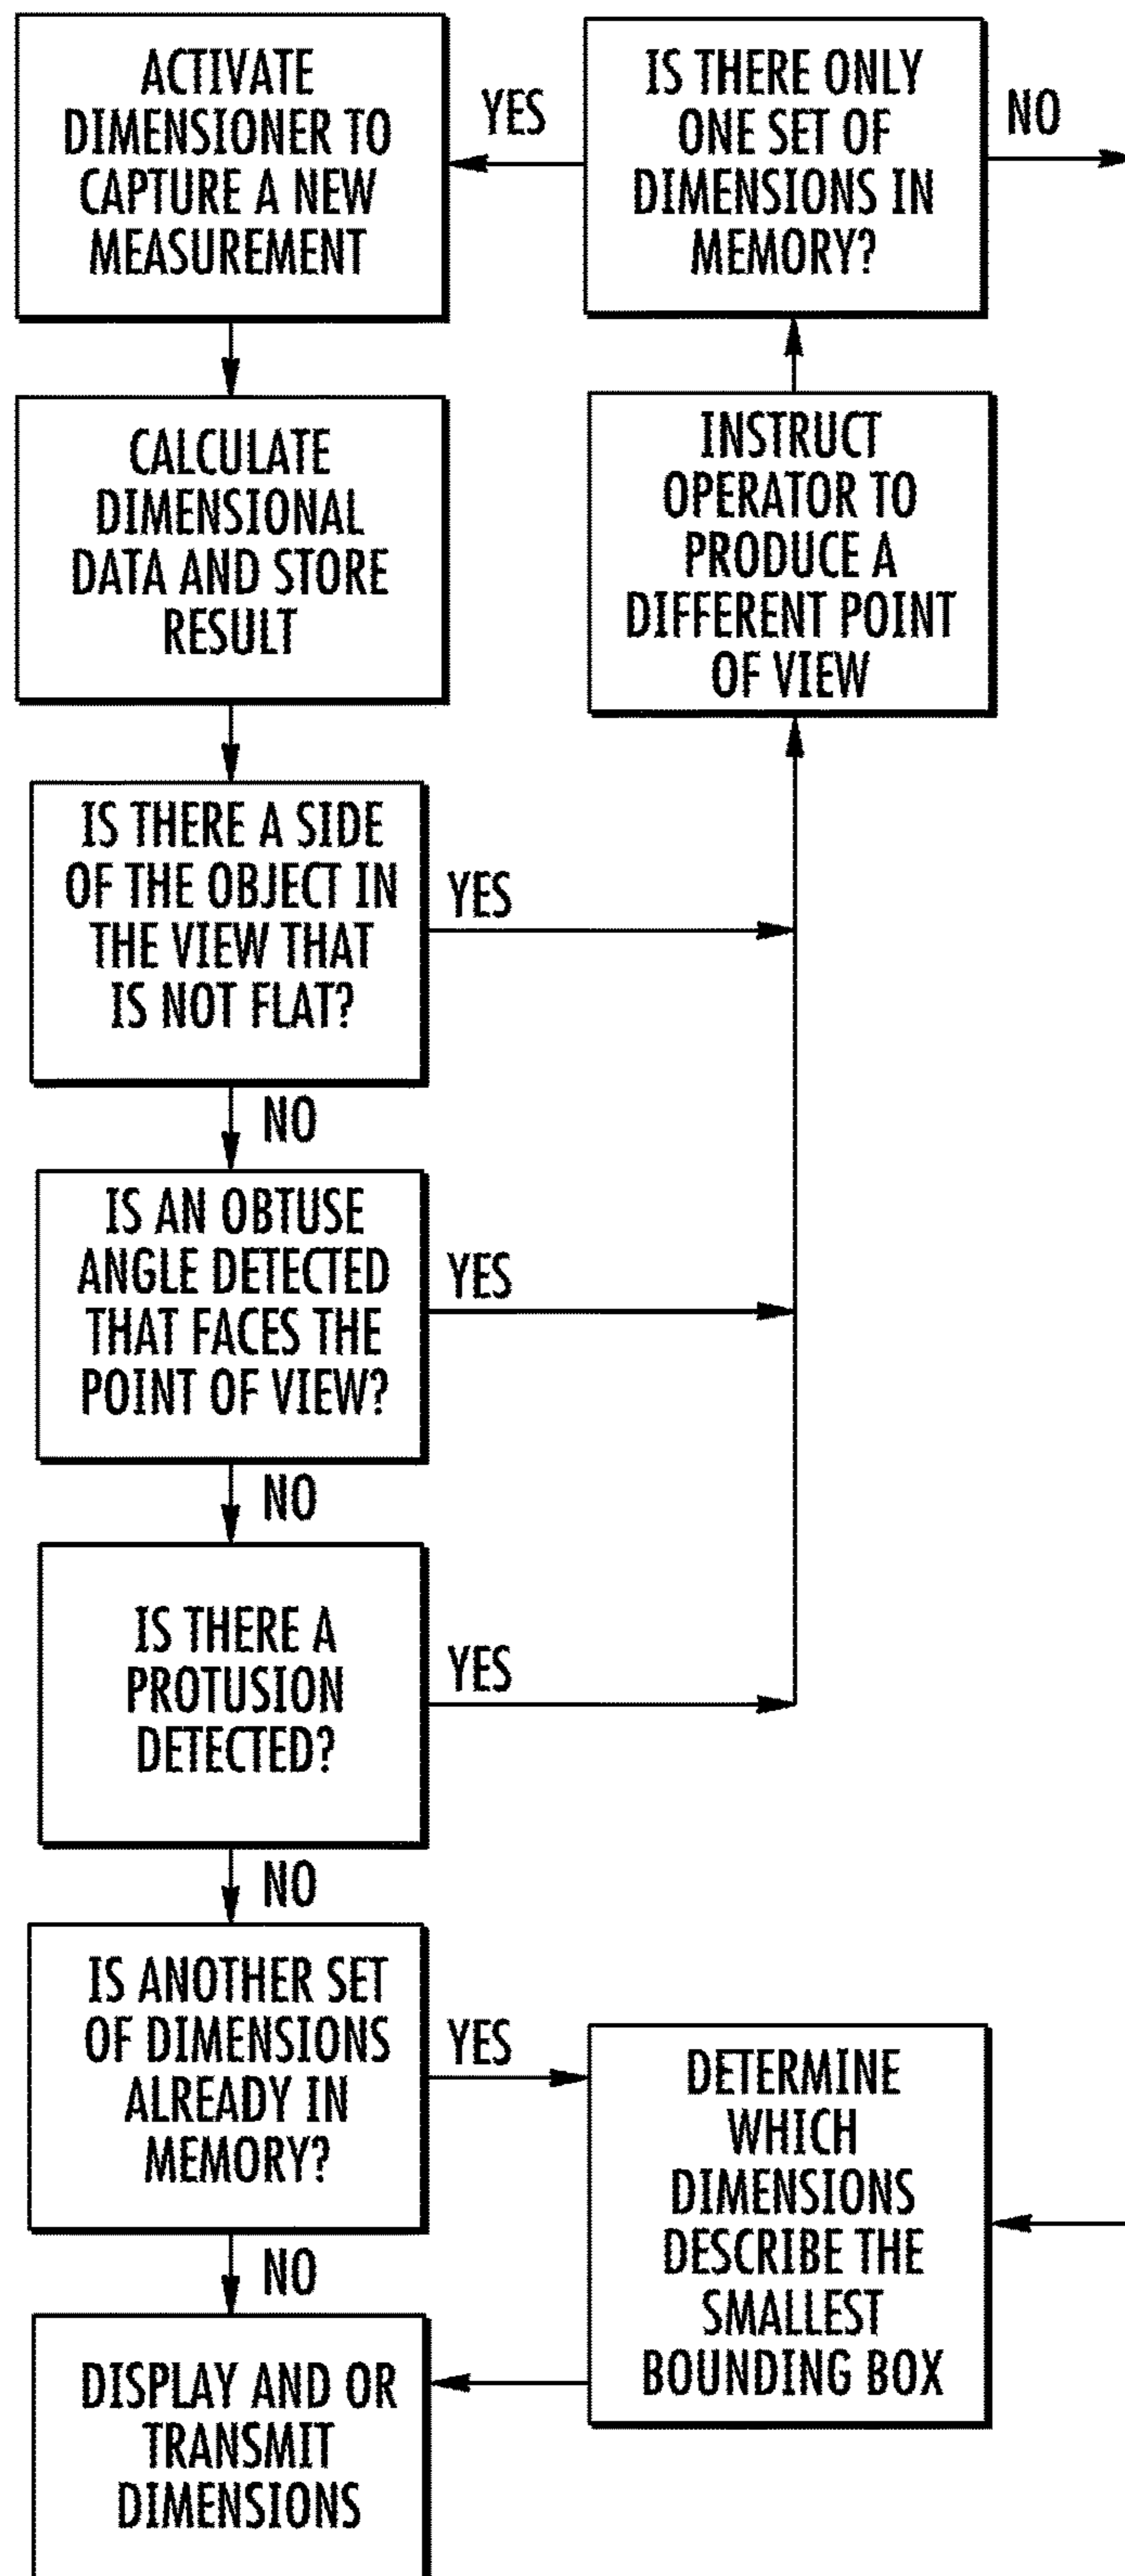 ACTIVATE
DIMENSIONER TO
CAPTURE A NEW
MEASUREMENT
YES
IS THERE ONLY
ONE SET OF
DIMENSIONS IN
MEMORY?
NO
CALCULATE
DIMENSIONAL
DATA AND STORE
RESULT
INSTRUCT
OPERATOR TO
PRODUCE A
DIFFERENT POINT
OF VIEW
IS THERE A SIDE
OF THE OBJECT IN
THE VIEW THAT
IS NOT FLAT?
YES
NO
IS AN OBTUSE
ANGLE DETECTED
THAT FACES THE
POINT OF VIEW?
YES
NO
IS THERE A
PROTUSION
DETECTED?
YES
NO
IS ANOTHER SET
OF DIMENSIONS
ALREADY IN
MEMORY?
YES
NO
DETERMINE
WHICH
DIMENSIONS
DESCRIBE THE
SMALLEST
BOUNDING BOX
DISPLAY AND OR
TRANSMIT
DIMENSIONS